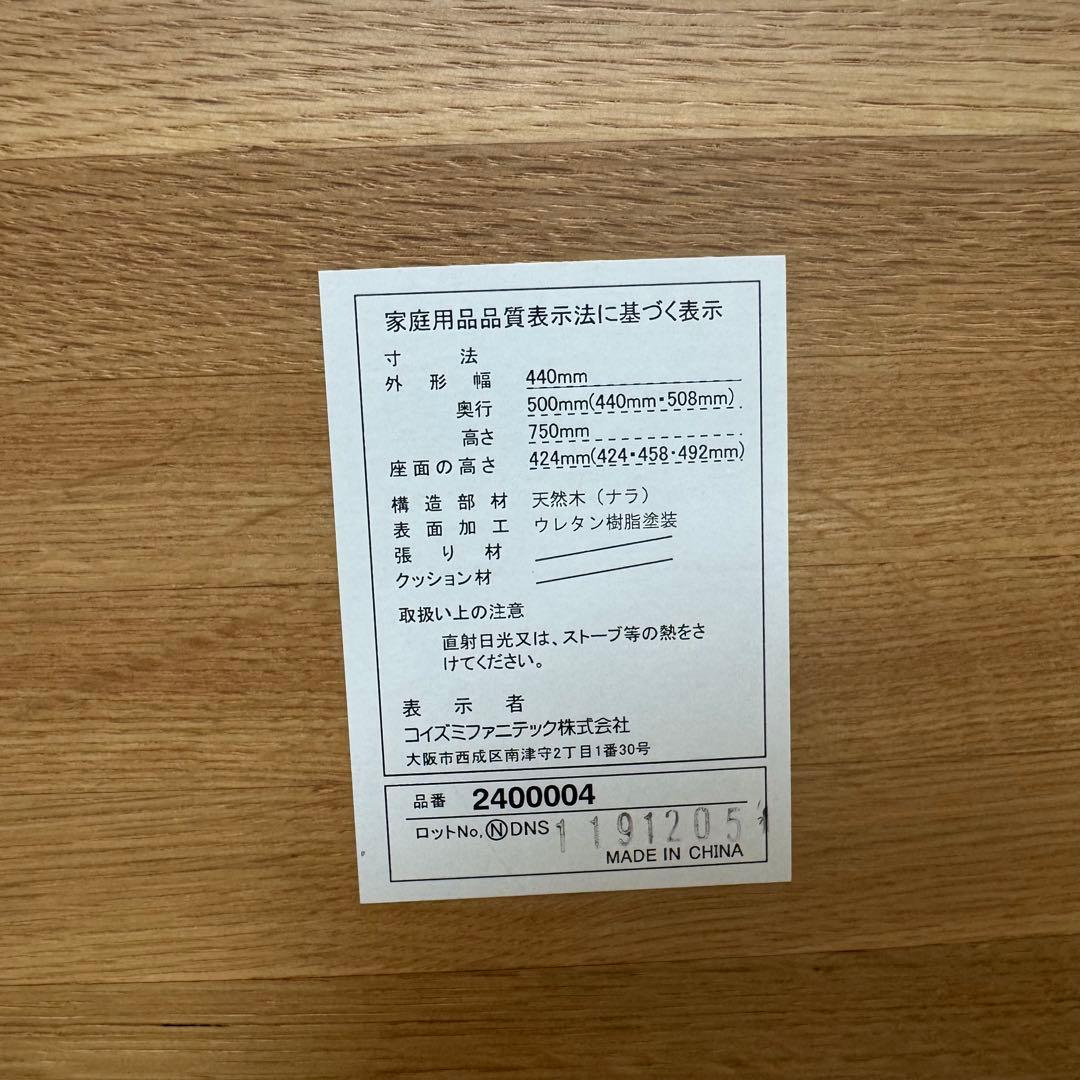 家庭用品品質表示法に基づく表示
寸法
外形幅 440mm
奥行 500mm(440mm・508mm)
高さ 750mm
座面の高さ 424mm(424・458・492mm)
構造部材 天然木（ナラ）
表面加工 ウレタン樹脂塗装
張り材
クッション材
取扱い上の注意
直射日光又は、ストーブ等の熱をさ
けてください。
表示者
コイズミファニテック株式会社
大阪市西成区南津守2丁目1番30号
品番 2400004
ロットNo. ⓃDNS 1191205
MADE IN CHINA